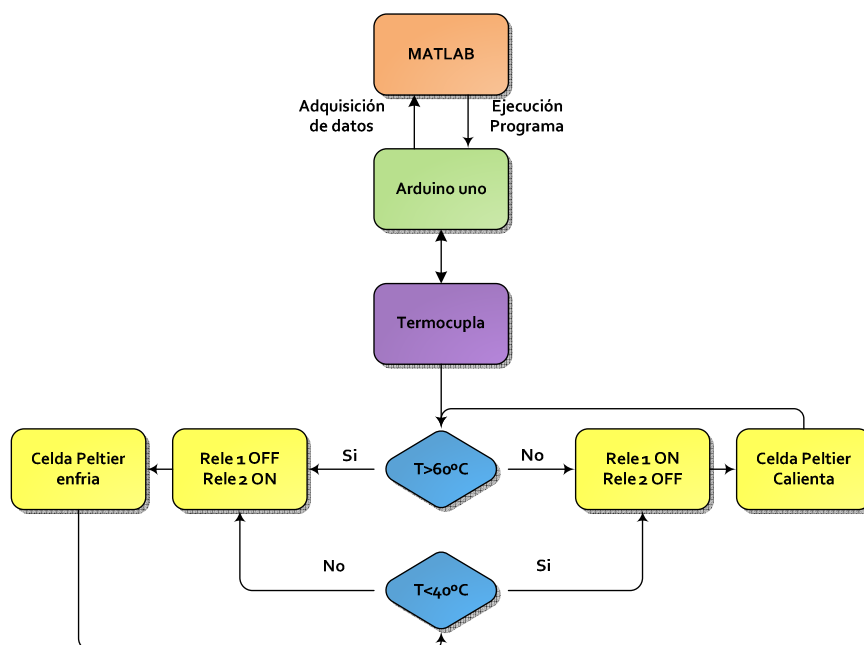 MATLAB
Adquisición
de datos
Ejecución
Programa
Arduino uno
Termocupla
Celda Peltier
enfria
Rele 1 OFF
Rele 2 ON
Si
T>60ºC
No
Rele 1 ON
Rele 2 OFF
Celda Peltier
Calienta
No
T<40ºC
Si